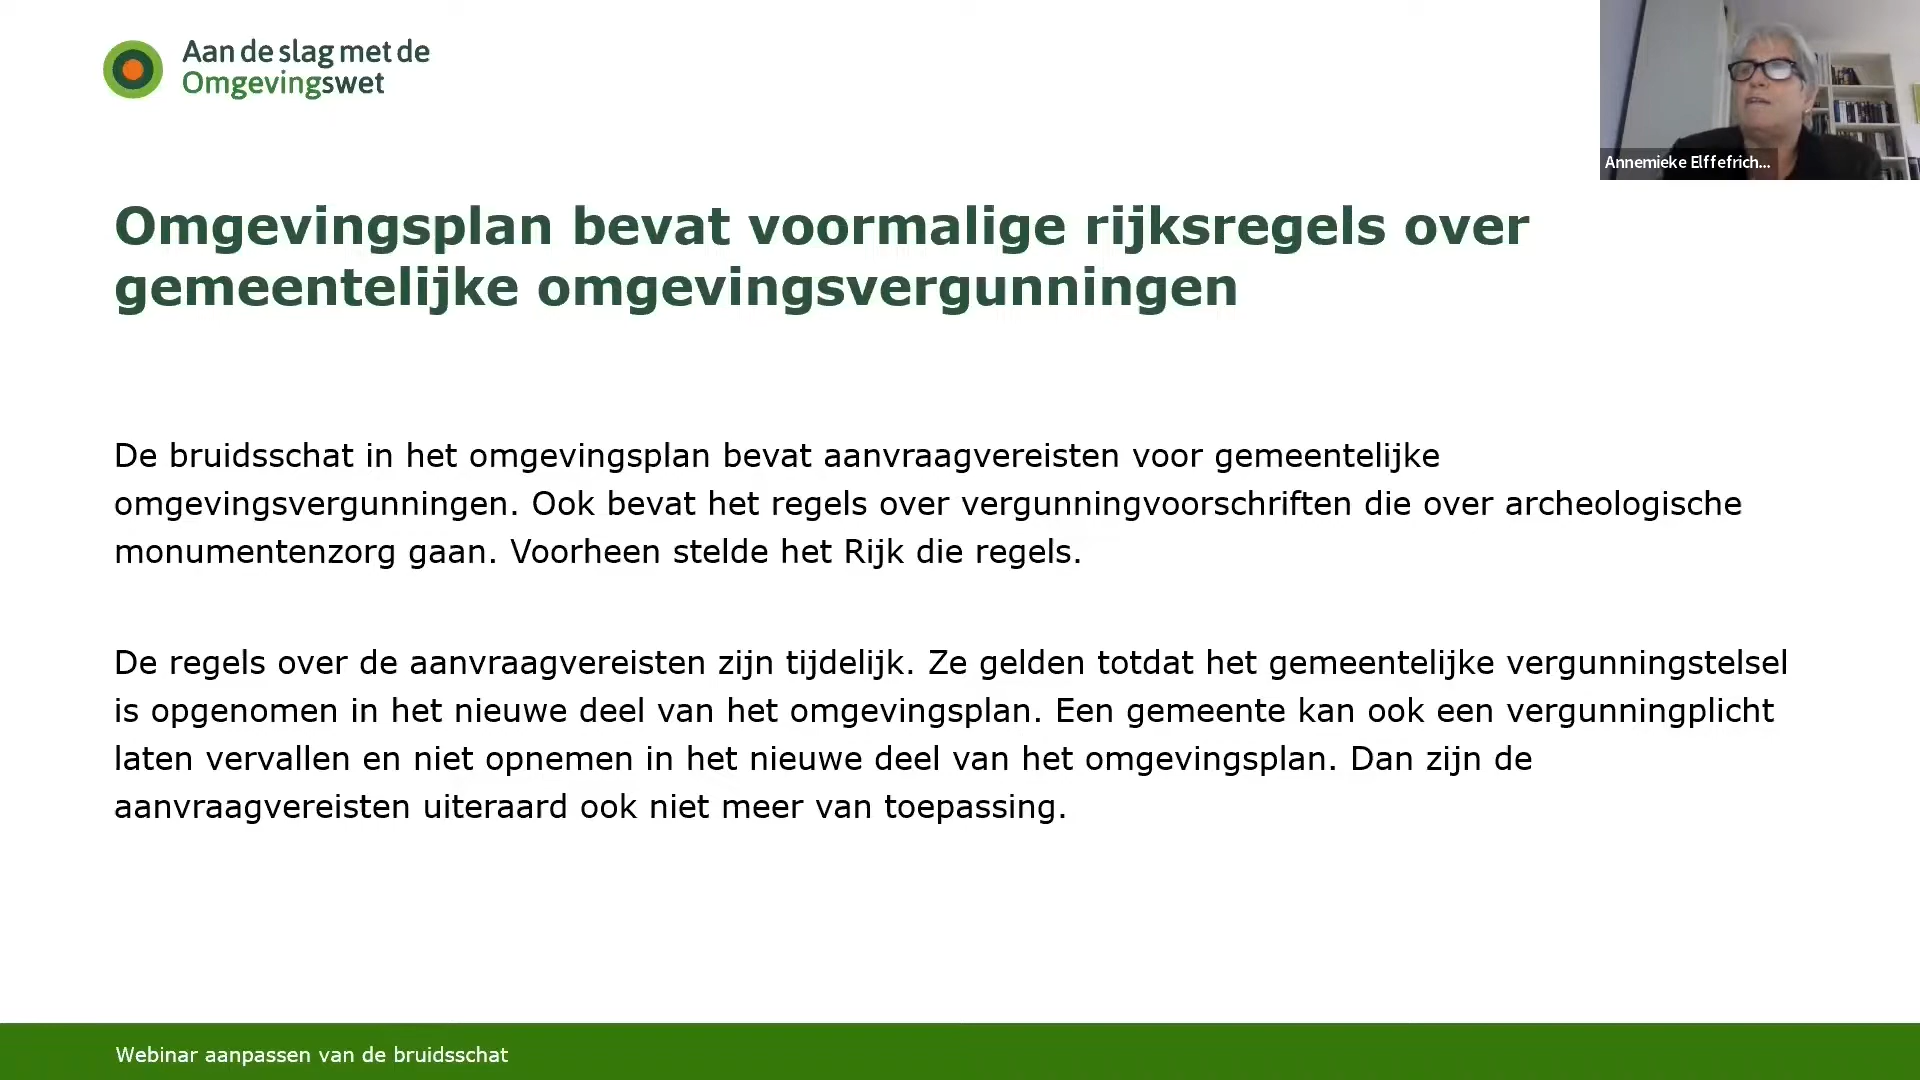 Aan de slag met de
Omgevingswet
Annemieke Elffefrich...
Omgevingsplan bevat voormalige rijksregels over
gemeentelijke omgevingsvergunningen
De bruidsschat in het omgevingsplan bevat aanvraagvereisten voor gemeentelijke
omgevingsvergunningen. Ook bevat het regels over vergunningvoorschriften die over archeologische
monumentenzorg gaan. Voorheen stelde het Rijk die regels.
De regels over de aanvraagvereisten zijn tijdelijk. Ze gelden totdat het gemeentelijke vergunningstelsel
is opgenomen in het nieuwe deel van het omgevingsplan. Een gemeente kan ook een vergunningplicht
laten vervallen en niet opnemen in het nieuwe deel van het omgevingsplan. Dan zijn de
aanvraagvereisten uiteraard ook niet meer van toepassing.
Webinar aanpassen van de bruidsschat